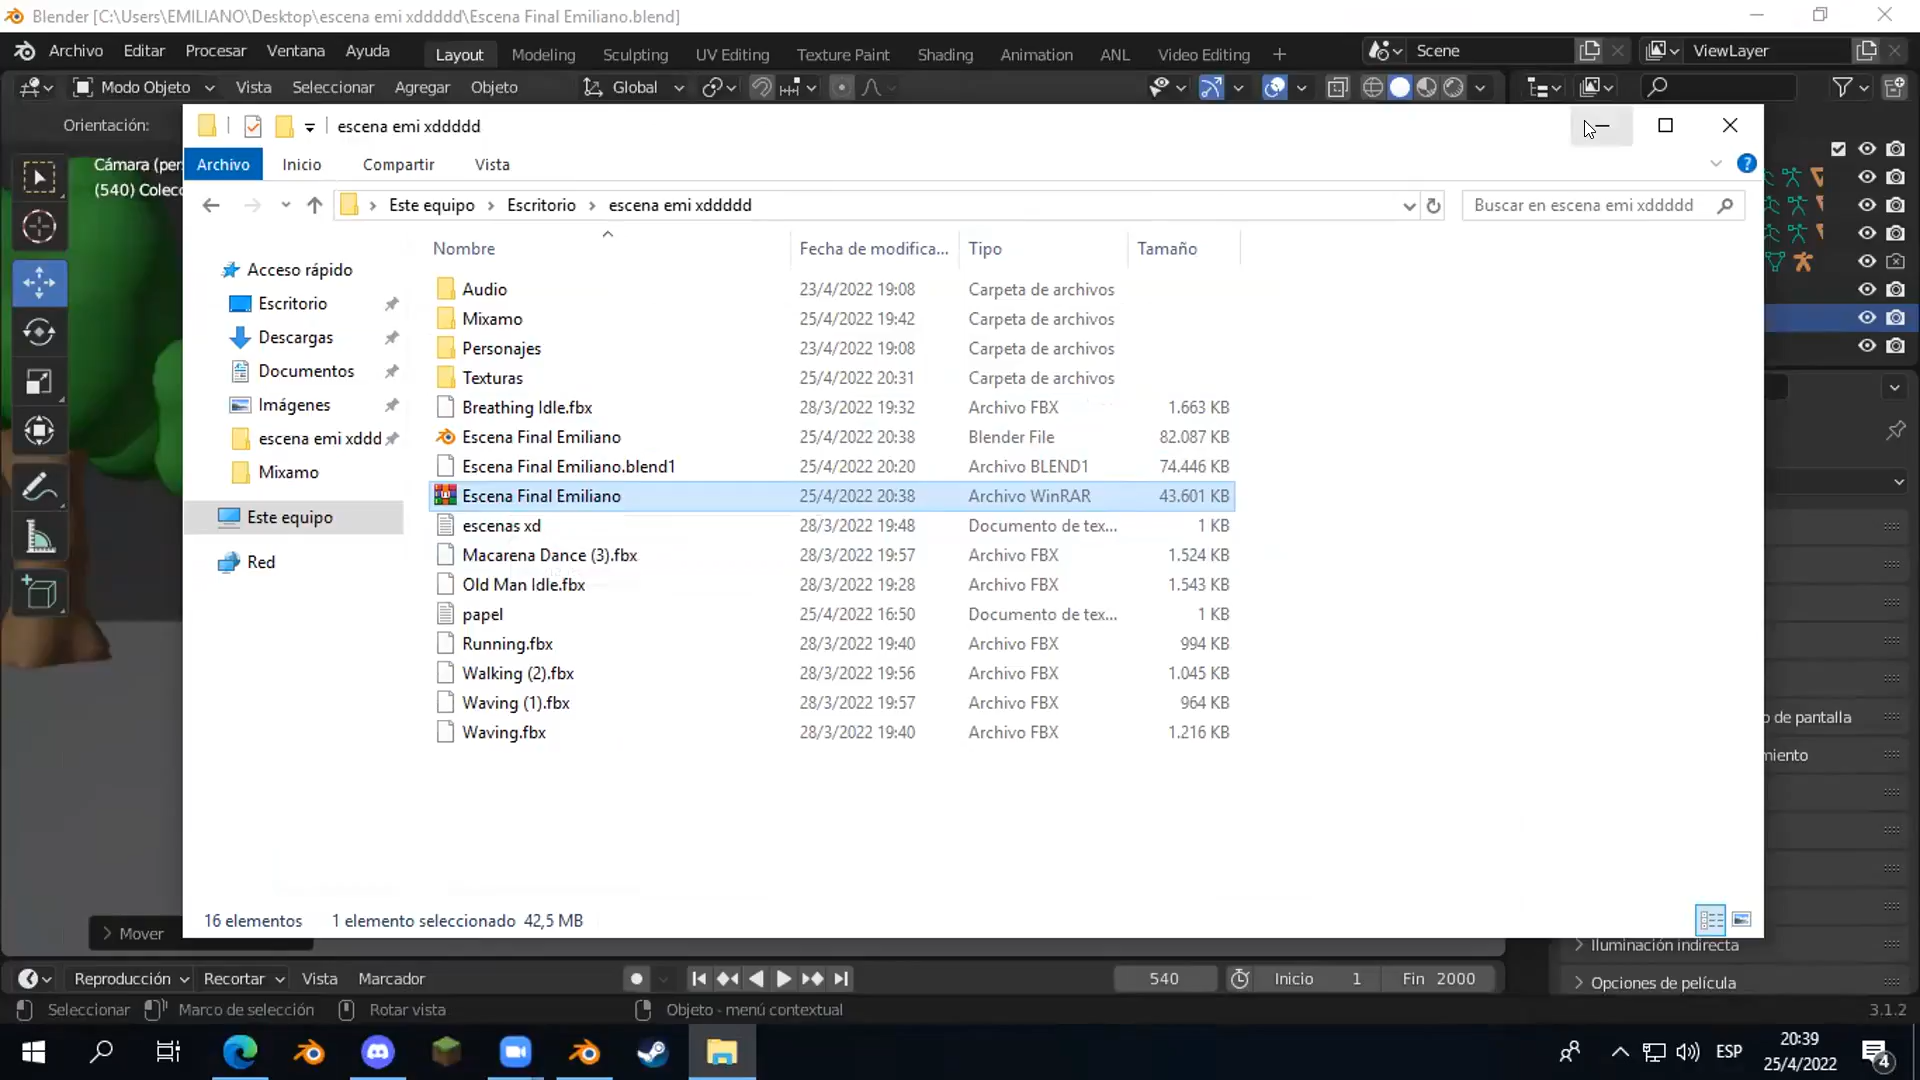 Blender [C:\Users\EMILIANO\Desktop\escena emi xddddd\Escena Final Emiliano.blend]
Archivo Editar Procesar Ventana Ayuda Layout Modeling Sculpting UV Editing Texture Paint Shading Animation ANL Video Editing + Scene ViewLayer
Modo Objeto Vista Seleccionar Agregar Objeto Global
Orientación:
Cámara (per
(540) Colecc
escena emi xddddd
Archivo Inicio Compartir Vista
Este equipo > Escritorio > escena emi xddddd Buscar en escena emi xddddd
Nombre Fecha de modifica... Tipo Tamaño
Acceso rápido
Escritorio
Descargas
Documentos
Imágenes
escena emi xddd
Mixamo
Este equipo
Red
Audio 23/4/2022 19:08 Carpeta de archivos
Mixamo 25/4/2022 19:42 Carpeta de archivos
Personajes 23/4/2022 19:08 Carpeta de archivos
Texturas 25/4/2022 20:31 Carpeta de archivos
Breathing Idle.fbx 28/3/2022 19:32 Archivo FBX 1.663 KB
Escena Final Emiliano 25/4/2022 20:38 Blender File 82.087 KB
Escena Final Emiliano.blend1 25/4/2022 20:20 Archivo BLEND1 74.446 KB
Escena Final Emiliano 25/4/2022 20:38 Archivo WinRAR 43.601 KB
escenas xd 28/3/2022 19:48 Documento de tex... 1 KB
Macarena Dance (3).fbx 28/3/2022 19:57 Archivo FBX 1.524 KB
Old Man Idle.fbx 28/3/2022 19:28 Archivo FBX 1.543 KB
papel 25/4/2022 16:50 Documento de tex... 1 KB
Running.fbx 28/3/2022 19:40 Archivo FBX 994 KB
Walking (2).fbx 28/3/2022 19:56 Archivo FBX 1.045 KB
Waving (1).fbx 28/3/2022 19:57 Archivo FBX 964 KB
Waving.fbx 28/3/2022 19:40 Archivo FBX 1.216 KB
o de pantalla
miento
16 elementos 1 elemento seleccionado 42,5 MB
Mover
Iluminación indirecta
Reproducción Recortar Vista Marcador 540 Inicio 1 Fin 2000
Opciones de película
Seleccionar Marco de selección Rotar vista Objeto - menú contextual 3.1.2
ESP
20:39
25/4/2022
4